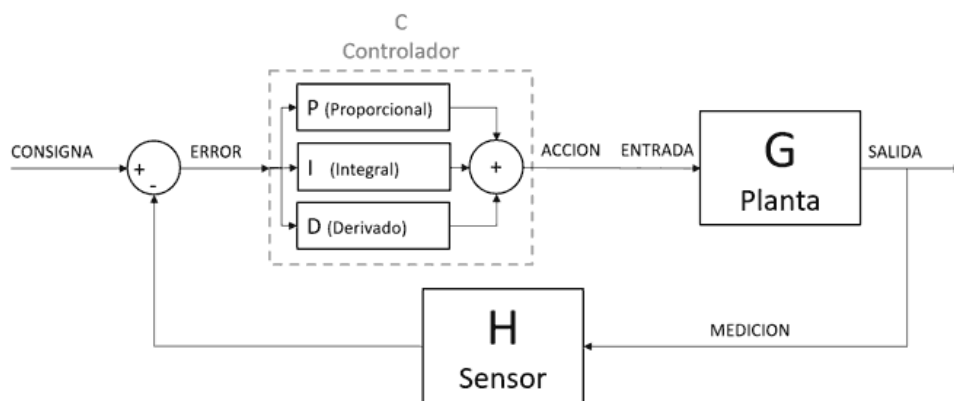 C
Controlador
P (Proporcional)
CONSIGNA
+
-
ERROR
I (Integral)
+
ACCION
ENTRADA
G
Planta
SALIDA
D (Derivado)
H
Sensor
MEDICION